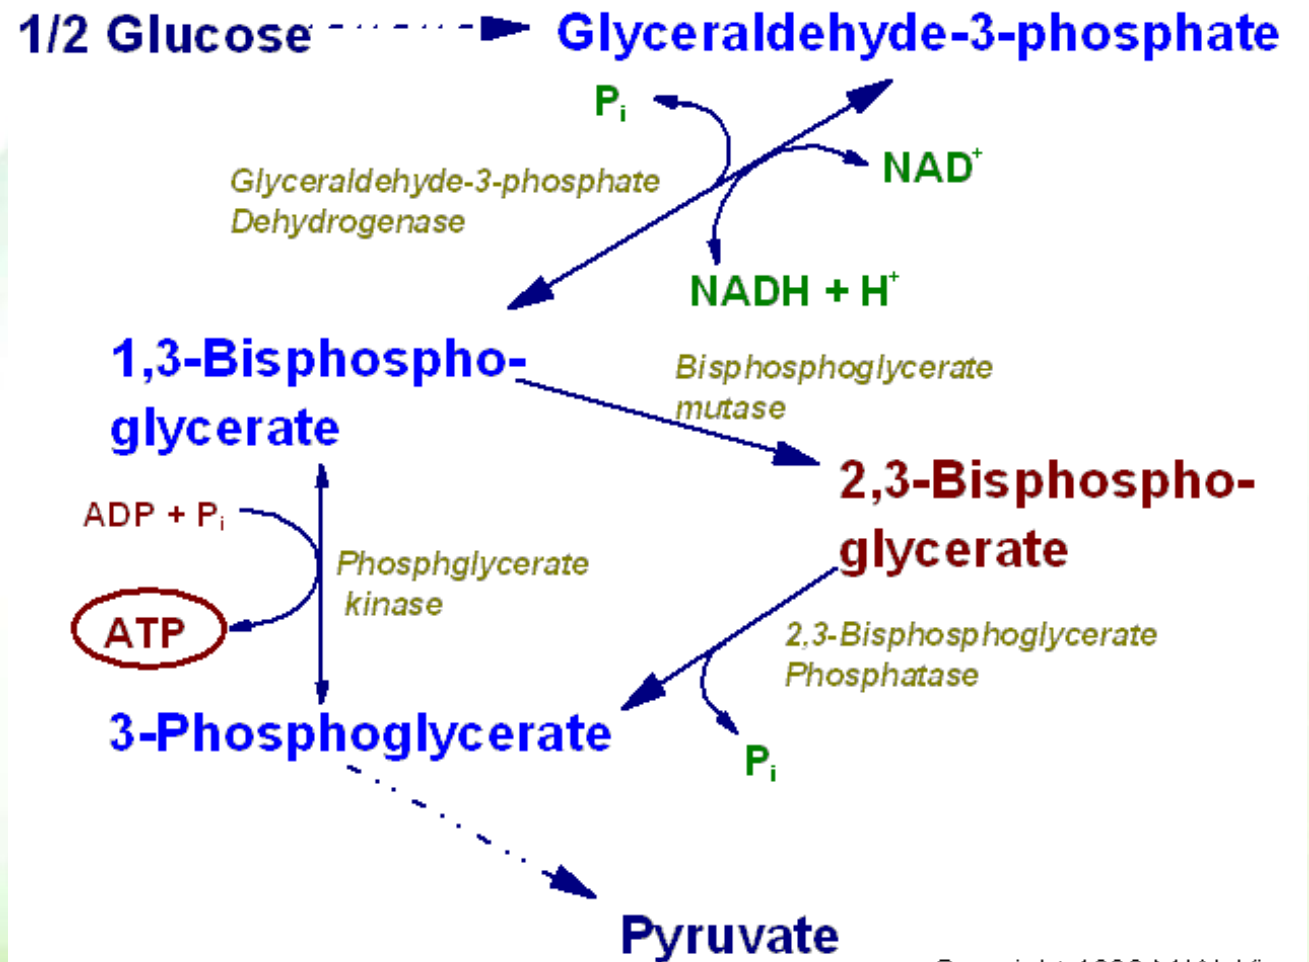 1/2 Glucose
Glyceraldehyde-3-phosphate
Pi
NAD+
Glyceraldehyde-3-phosphate
Dehydrogenase
NADH + H+
1,3-Bisphospho-
glycerate
Bisphosphoglycerate
mutase
2,3-Bisphospho-
glycerate
ADP + Pi
Phosphglycerate
kinase
ATP
2,3-Bisphosphoglycerate
Phosphatase
3-Phosphoglycerate
Pi
Pyruvate